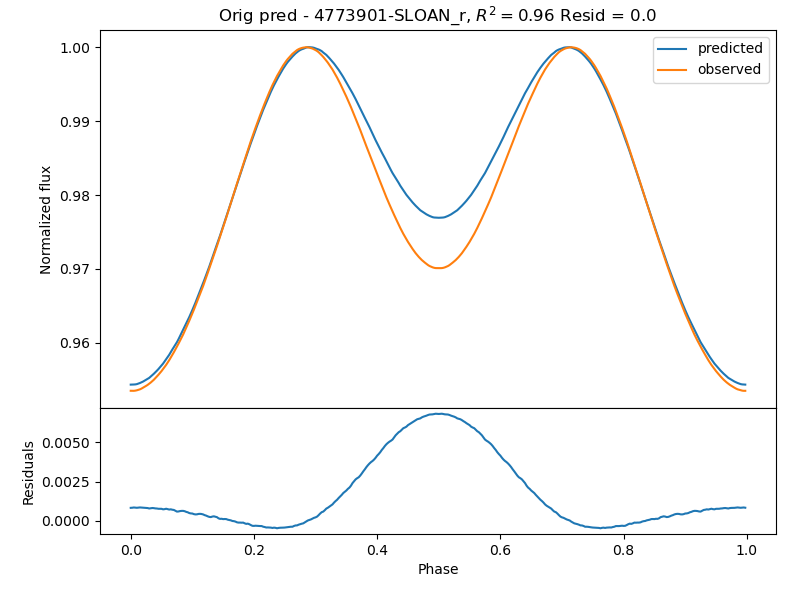 Orig pred - 4773901-SLOAN_r, R² = 0.96 Resid = 0.0
predicted
observed
1.00
0.99
0.98
0.97
0.96
Normalized flux
0.0050
0.0025
0.0000
Residuals
0.0 0.2 0.4 0.6 0.8 1.0
Phase